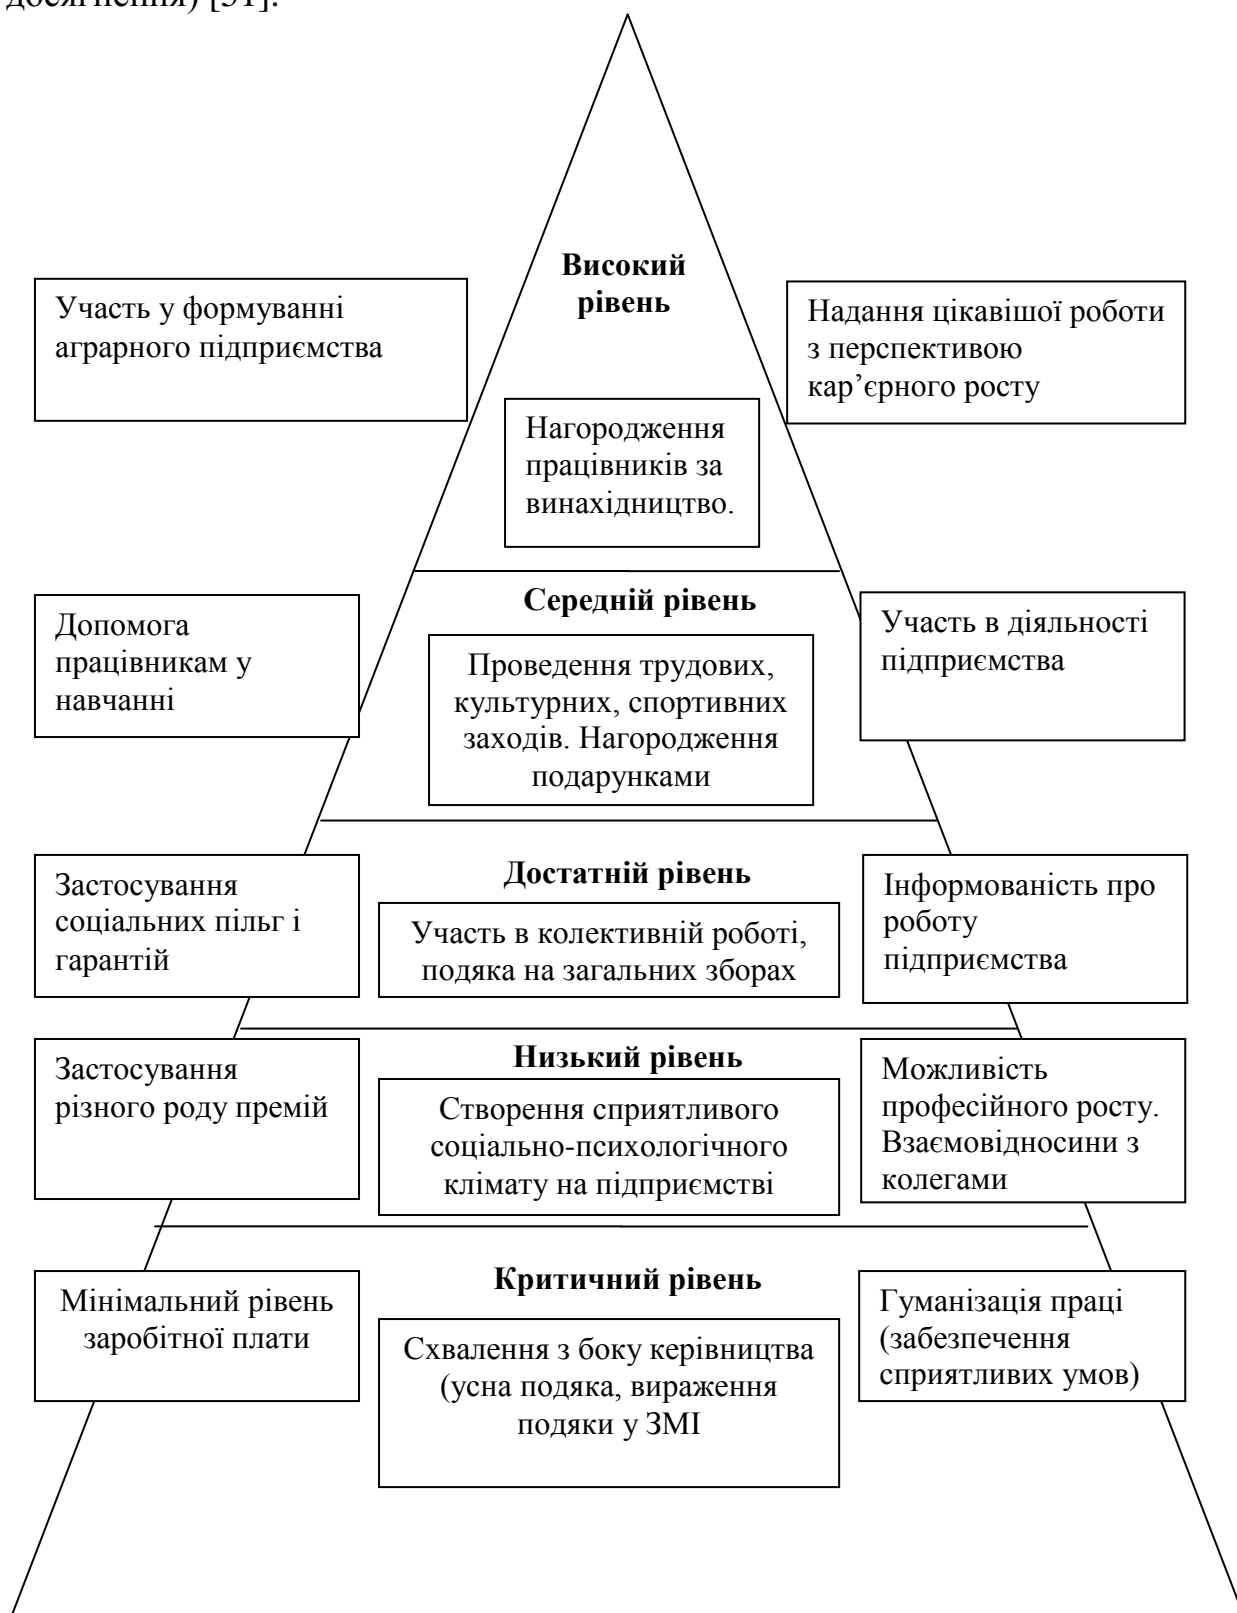 досягнення) [51].
Високий
рівень
Участь у формуванні
аграрного підприємства
Надання цікавішої роботи
з перспективою
кар’єрного росту
Нагородження
працівників за
винахідництво.
Середній рівень
Допомога
працівникам у
навчанні
Проведення трудових,
культурних, спортивних
заходів. Нагородження
подарунками
Участь в діяльності
підприємства
Достатній рівень
Застосування
соціальних пільг і
гарантій
Участь в колективній роботі,
подяка на загальних зборах
Інформованість про
роботу
підприємства
Низький рівень
Застосування
різного роду премій
Створення сприятливого
соціально-психологічного
клімату на підприємстві
Можливість
професійного росту.
Взаємовідносини з
колегами
Критичний рівень
Мінімальний рівень
заробітної плати
Схвалення з боку керівництва
(усна подяка, вираження
подяки у ЗМІ
Гуманізація праці
(забезпечення
сприятливих умов)